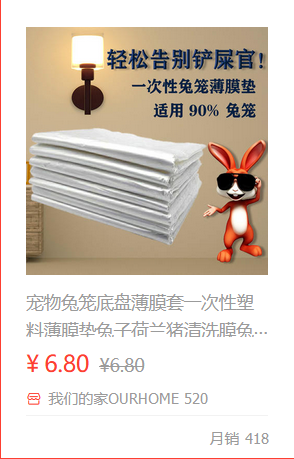 轻松告别铲屎官!
一次性兔笼薄膜垫
适用 90% 兔笼
宠物兔笼底盘薄膜套一次性塑
料薄膜垫兔子荷兰猪清洗膜兔...
¥ 6.80 ¥6.80
我们的家OURHOME 520
月销 418